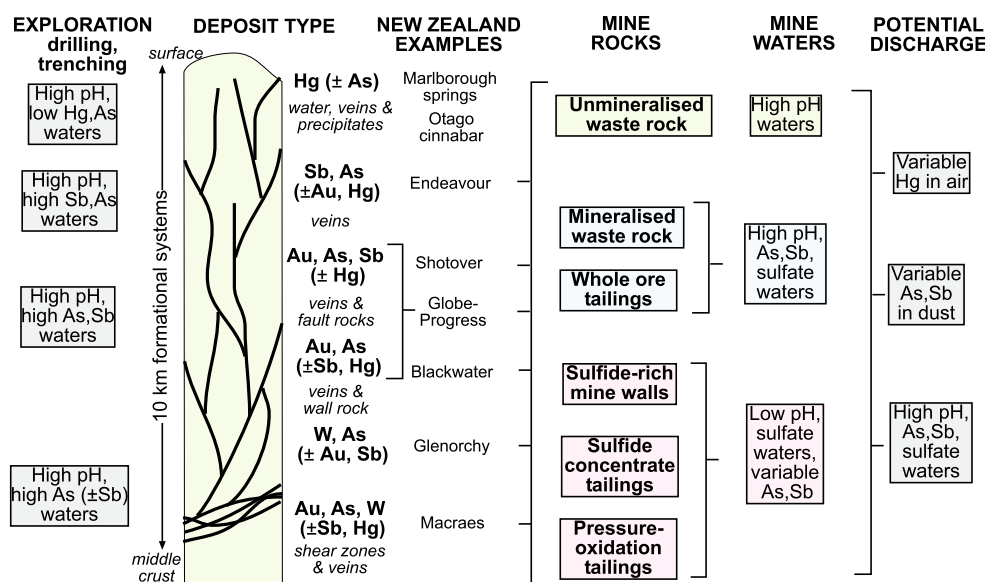 EXPLORATION
drilling,
trenching
DEPOSIT TYPE
NEW ZEALAND
EXAMPLES
MINE
ROCKS
MINE
WATERS
POTENTIAL
DISCHARGE
surface
10 km formational systems
middle
crust
High pH,
low Hg,As
waters
High pH,
high Sb,As
waters
High pH,
high As,Sb
waters
High pH,
high As (±Sb)
waters
Hg (± As)
water, veins &
precipitates
Sb, As
(±Au, Hg)
veins
Au, As, Sb
(± Hg)
veins &
fault rocks
Au, As
(±Sb, Hg)
veins &
wall rock
W, As
(± Au, Sb)
Au, As, W
(±Sb, Hg)
shear zones
& veins
Marlborough
springs
Otago
cinnabar
Endeavour
Shotover
Globe-
Progress
Blackwater
Glenorchy
Macraes
Unmineralised
waste rock
Mineralised
waste rock
Whole ore
tailings
Sulfide-rich
mine walls
Sulfide
concentrate
tailings
Pressure-
oxidation
tailings
High pH
waters
High pH,
As,Sb,
sulfate
waters
Low pH,
sulfate
waters,
variable
As,Sb
Variable
Hg in air
Variable
As,Sb
in dust
High pH,
As,Sb,
sulfate
waters